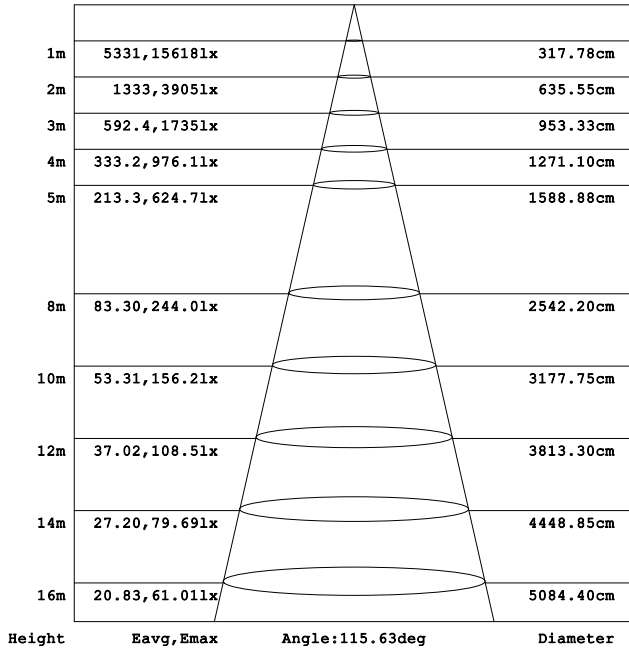 1m 5331,15618lx 317.78cm
2m 1333,3905lx 635.55cm
3m 592.4,1735lx 953.33cm
4m 333.2,976.1lx 1271.10cm
5m 213.3,624.7lx 1588.88cm
8m 83.30,244.0lx 2542.20cm
10m 53.31,156.2lx 3177.75cm
12m 37.02,108.5lx 3813.30cm
14m 27.20,79.69lx 4448.85cm
16m 20.83,61.01lx 5084.40cm
Height Eavg,Emax Angle:115.63deg Diameter